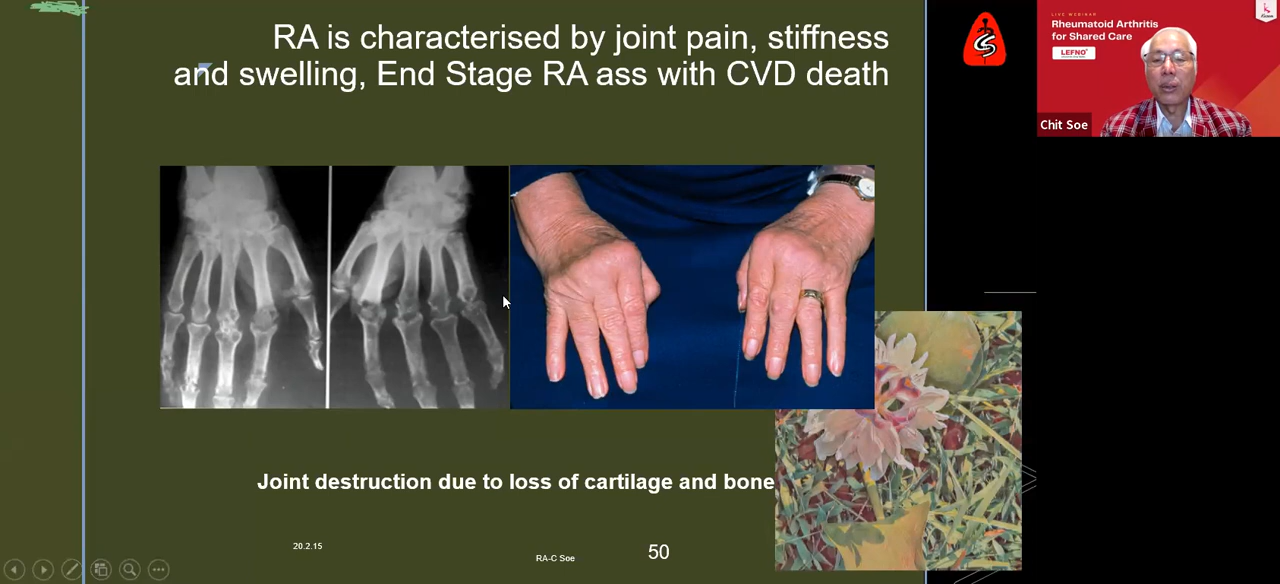 RA is characterised by joint pain, stiffness
and swelling, End Stage RA ass with CVD death
LIVE WEBINAR
Rheumatoid Arthritis
for Shared Care
LEFNO
Chit Soe
Joint destruction due to loss of cartilage and bone
20.2.15
RA-C Soe
50